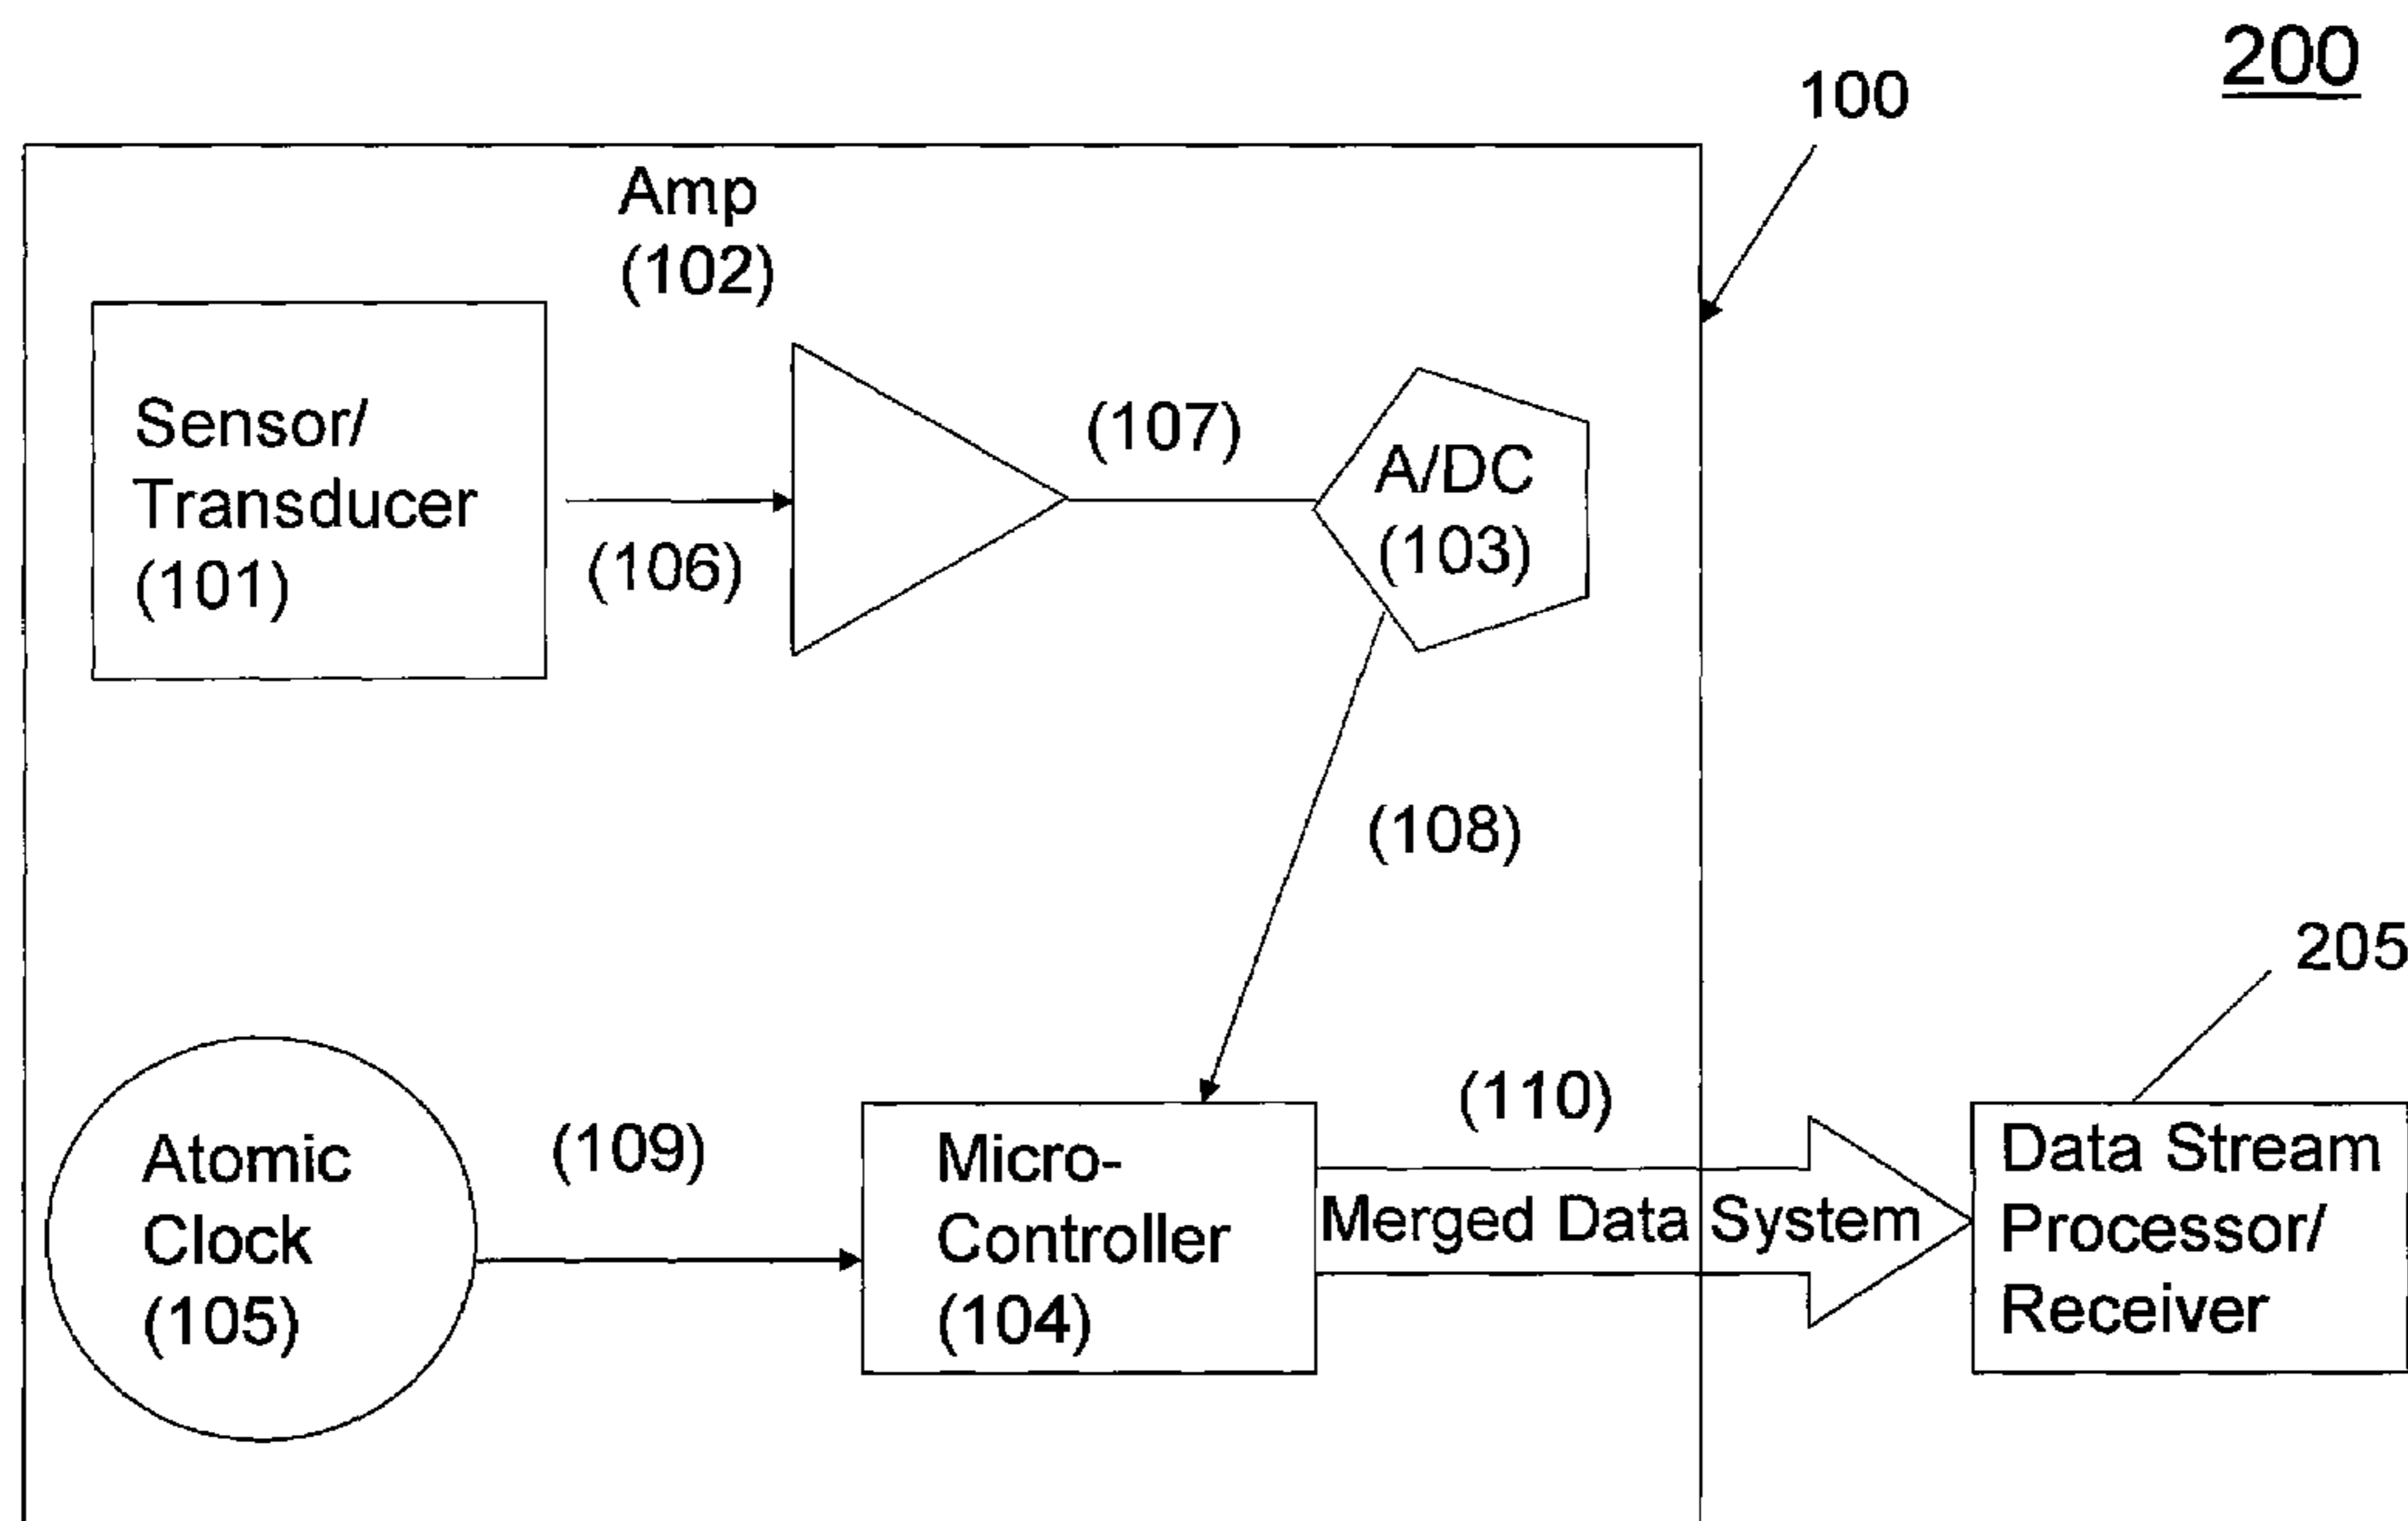 200
100
Amp
(102)
Sensor/
Transducer
(101)
(106)
(107)
A/DC
(103)
(108)
205
Atomic
Clock
(105)
(109)
Micro-
Controller
(104)
(110)
Merged Data System
Data Stream
Processor/
Receiver